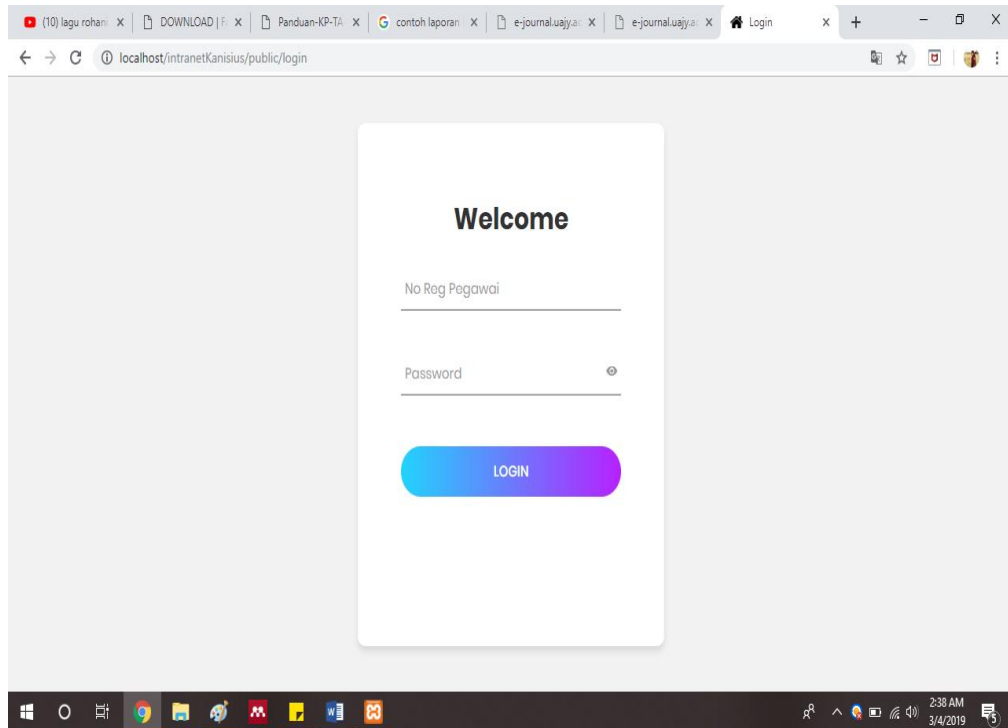 (10) lagu rohani
DOWNLOAD | F
Panduan-KP-TA
contoh laporan
e-journal.uajy.ac
e-journal.uajy.ac
Login
localhost/intranetKanisius/public/login
Welcome
No Reg Pegawai
Password
LOGIN
2:38 AM
3/4/2019
5